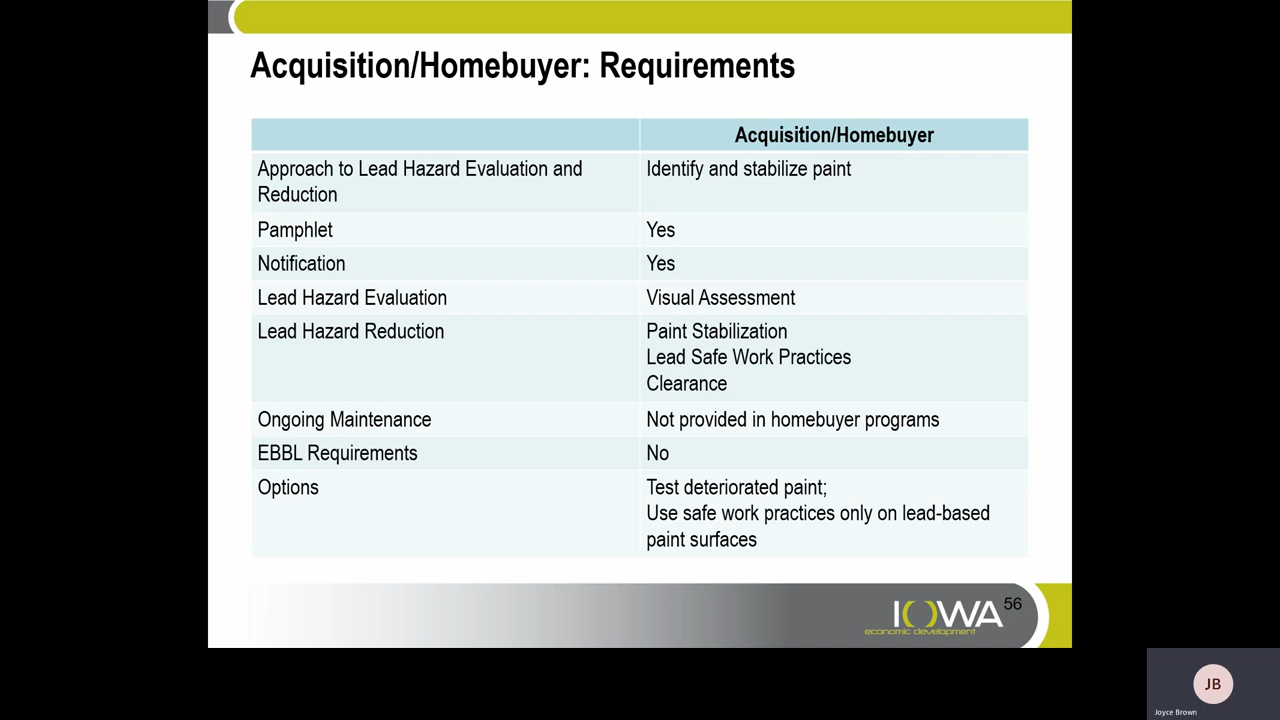 Acquisition/Homebuyer: Requirements
Acquisition/Homebuyer
Approach to Lead Hazard Evaluation and
Reduction
Identify and stabilize paint
Pamphlet
Yes
Notification
Yes
Lead Hazard Evaluation
Visual Assessment
Lead Hazard Reduction
Paint Stabilization
Lead Safe Work Practices
Clearance
Ongoing Maintenance
Not provided in homebuyer programs
EBBL Requirements
No
Options
Test deteriorated paint;
Use safe work practices only on lead-based
paint surfaces
IOWA
economic development
56
JB
Joyce Brown